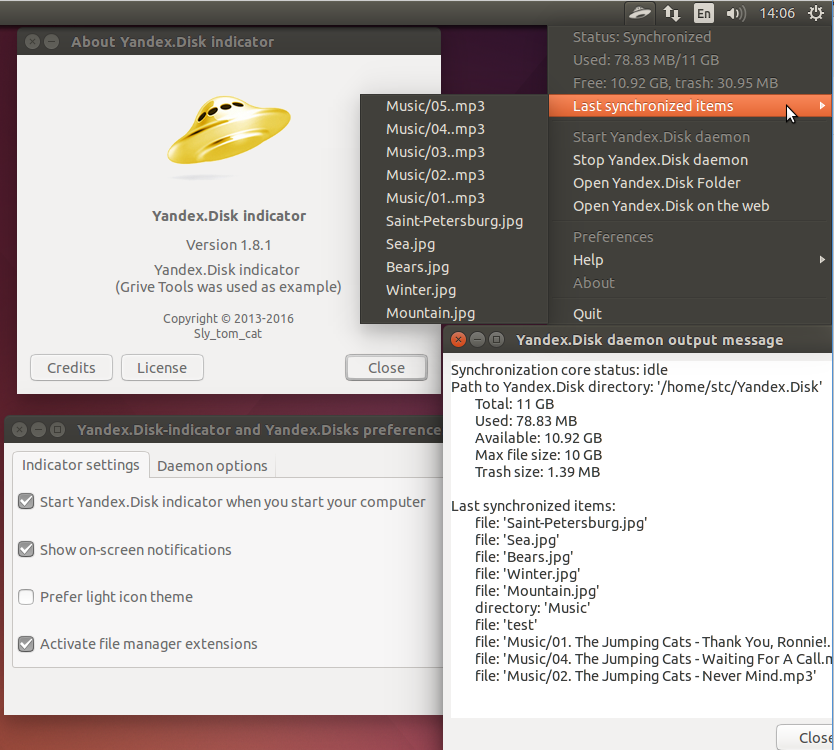 En
14:06
About Yandex.Disk indicator
Yandex.Disk indicator
Version 1.8.1
Yandex.Disk indicator
(Grive Tools was used as example)
Copyright © 2013-2016
Sly_tom_cat
Credits
License
Close
Status: Synchronized
Used: 78.83 MB/11 GB
Free: 10.92 GB, trash: 30.95 MB
Last synchronized items
Start Yandex.Disk daemon
Stop Yandex.Disk daemon
Open Yandex.Disk Folder
Open Yandex.Disk on the web
Preferences
Help
About
Quit
Music/05..mp3
Music/04..mp3
Music/03..mp3
Music/02..mp3
Music/01..mp3
Saint-Petersburg.jpg
Sea.jpg
Bears.jpg
Winter.jpg
Mountain.jpg
Yandex.Disk-indicator and Yandex.Disks preference
Indicator settings
Daemon options
Start Yandex.Disk indicator when you start your computer
Show on-screen notifications
Prefer light icon theme
Activate file manager extensions
Yandex.Disk daemon output message
Synchronization core status: idle
Path to Yandex.Disk directory: '/home/stc/Yandex.Disk'
Total: 11 GB
Used: 78.83 MB
Available: 10.92 GB
Max file size: 10 GB
Trash size: 1.39 MB
Last synchronized items:
file: 'Saint-Petersburg.jpg'
file: 'Sea.jpg'
file: 'Bears.jpg'
file: 'Winter.jpg'
file: 'Mountain.jpg'
directory: 'Music'
file: 'test'
file: 'Music/01. The Jumping Cats - Thank You, Ronnie!.
file: 'Music/04. The Jumping Cats - Waiting For A Call.m
file: 'Music/02. The Jumping Cats - Never Mind.mp3'
Close